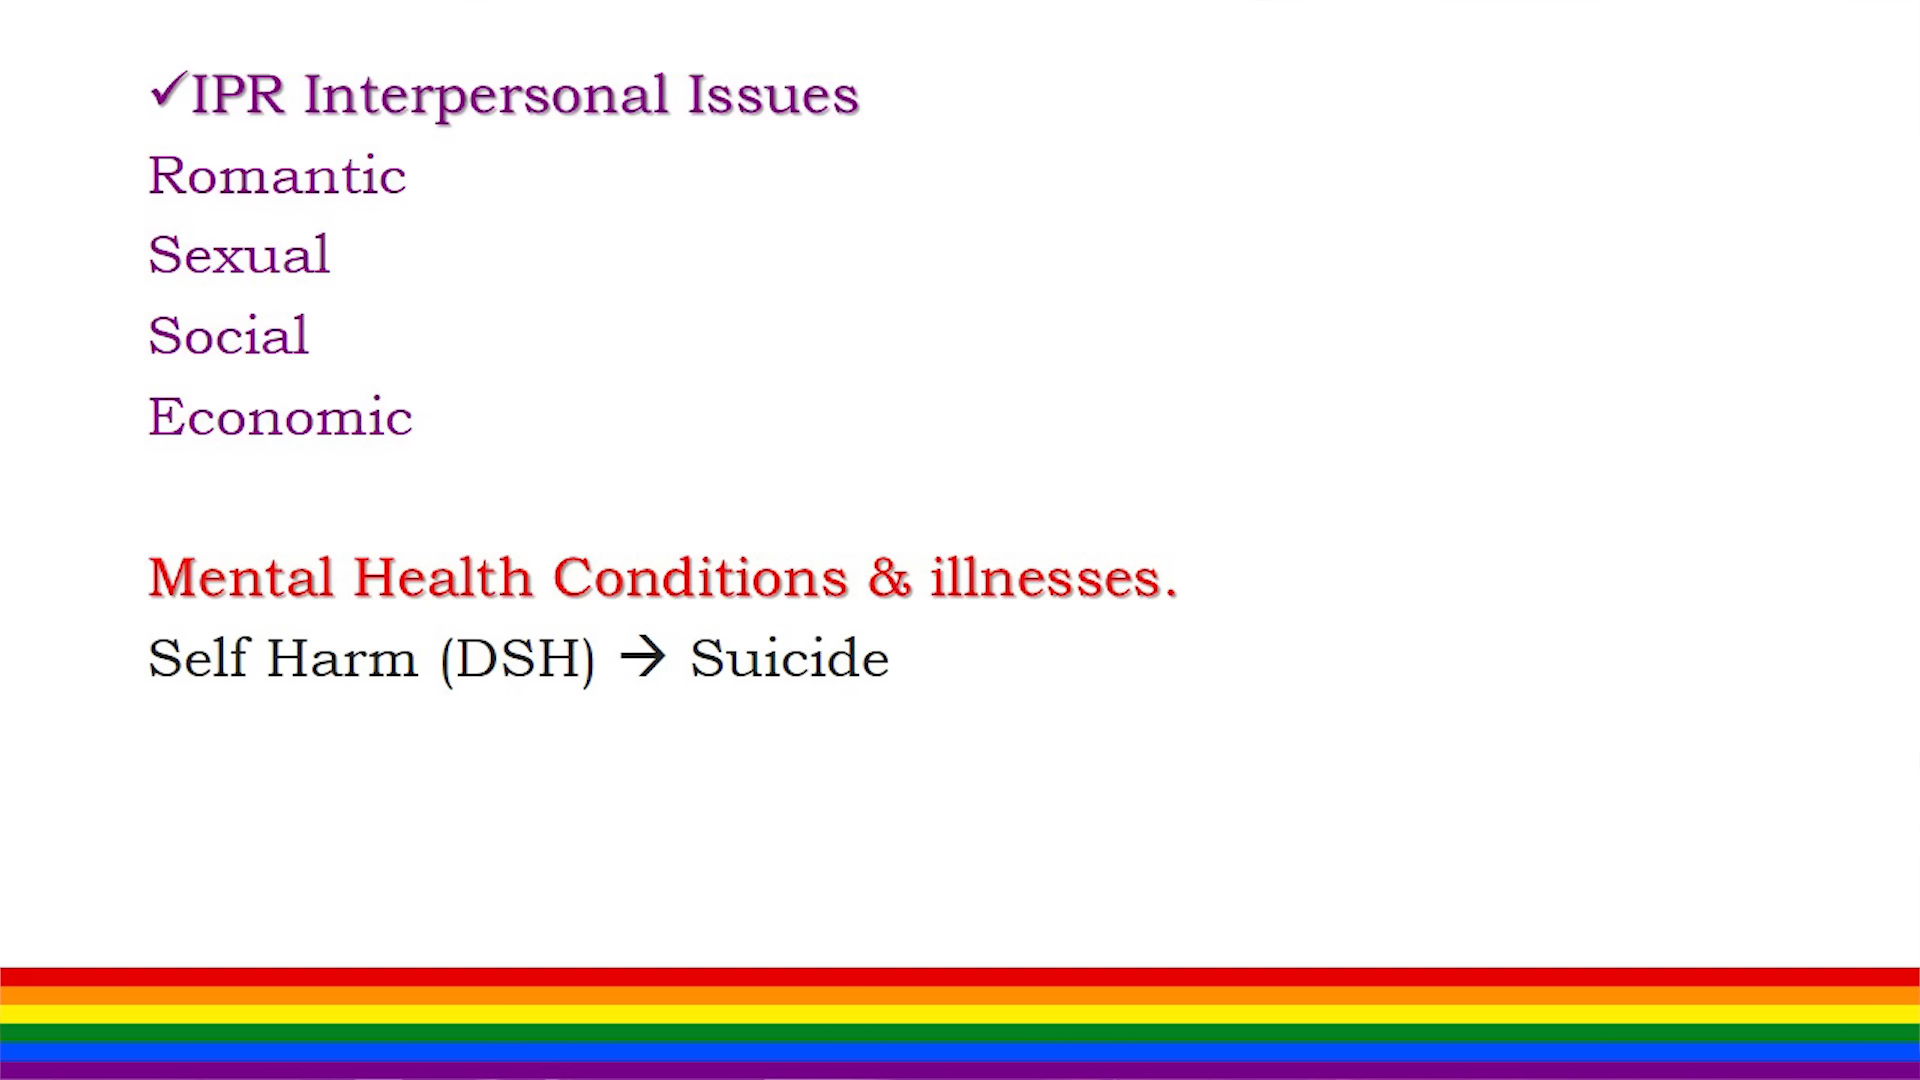 ✓IPR Interpersonal Issues
Romantic
Sexual
Social
Economic
Mental Health Conditions & illnesses.
Self Harm (DSH) → Suicide